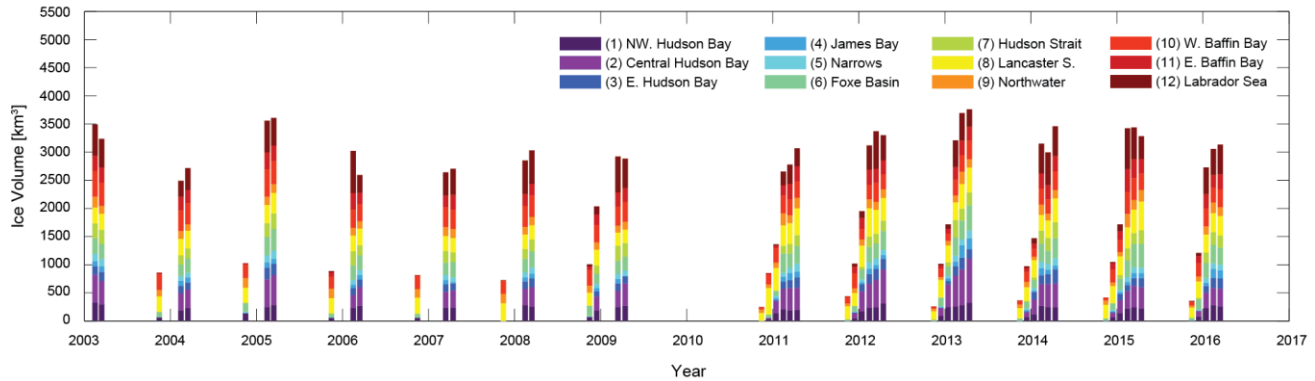 5500
5000
4500
4000
3500
3000
2500
2000
1500
1000
500
0
Ice Volume [km³]
(1) NW. Hudson Bay
(2) Central Hudson Bay
(3) E. Hudson Bay
(4) James Bay
(5) Narrows
(6) Foxe Basin
(7) Hudson Strait
(8) Lancaster S.
(9) Northwater
(10) W. Baffin Bay
(11) E. Baffin Bay
(12) Labrador Sea
2003 2004 2005 2006 2007 2008 2009 2010 2011 2012 2013 2014 2015 2016 2017
Year